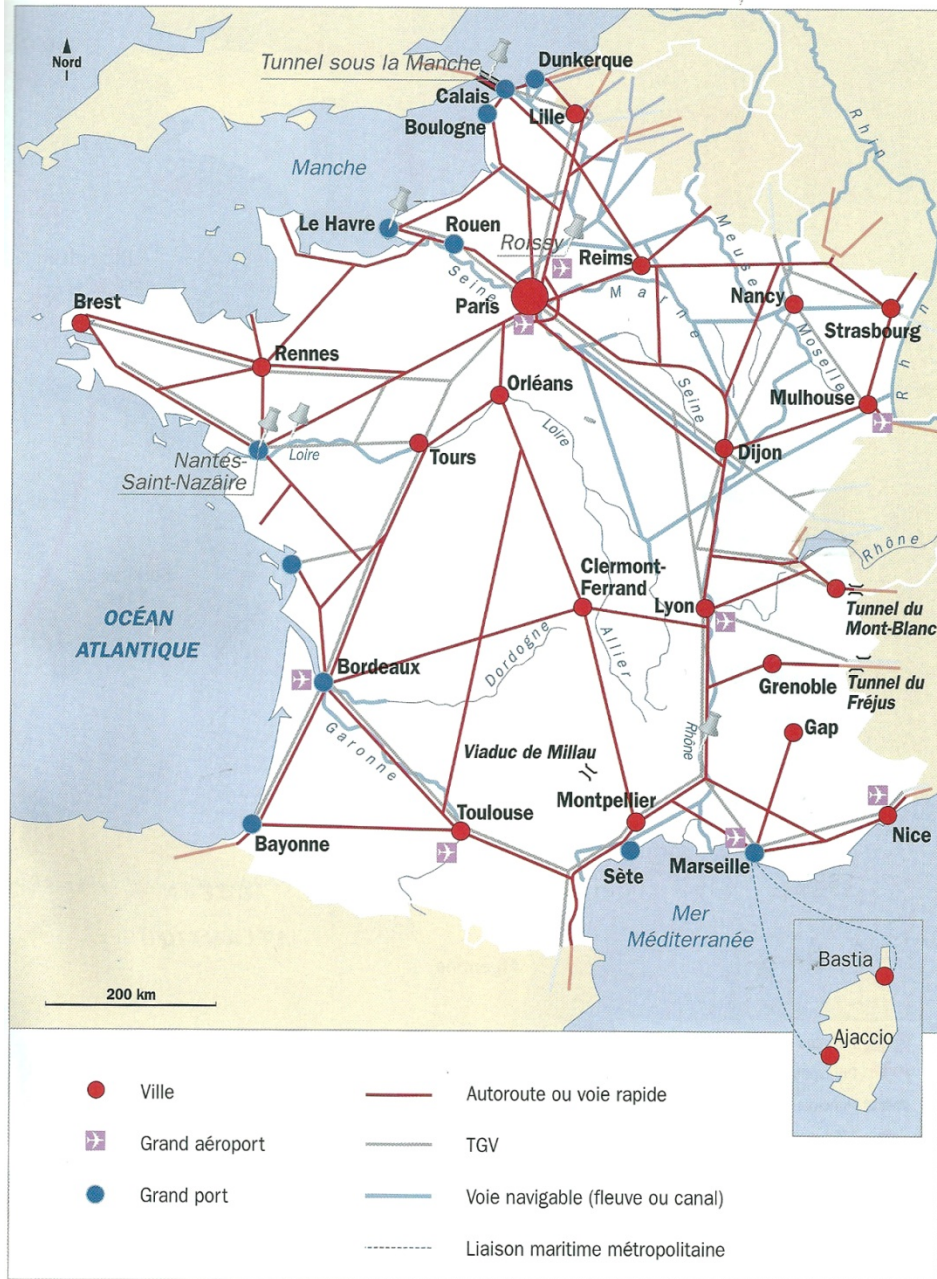 Nord
Tunnel sous la Manche
Dunkerque
Calais
Lille
Boulogne
Rhin
Manche
Le Havre
Rouen
Roissy
Reims
Meuse
Seine
Paris
Marne
Nancy
Brest
Strasbourg
Rhin
Moselle
Rennes
Orléans
Seine
Mulhouse
Loire
Loire
Tours
Dijon
Nantes-
Saint-Nazaire
Rhône
Clermont-
Ferrand
Lyon
OCÉAN
ATLANTIQUE
Tunnel du
Mont-Blanc
Dordogne
Allier
Bordeaux
Grenoble
Tunnel du
Fréjus
Garonne
Rhône
Gap
Viaduc de Millau
Toulouse
Montpellier
Nice
Bayonne
Sète
Marseille
Mer
Méditerranée
Bastia
200 km
Ajaccio
Ville
Autoroute ou voie rapide
Grand aéroport
TGV
Grand port
Voie navigable (fleuve ou canal)
Liaison maritime métropolitaine